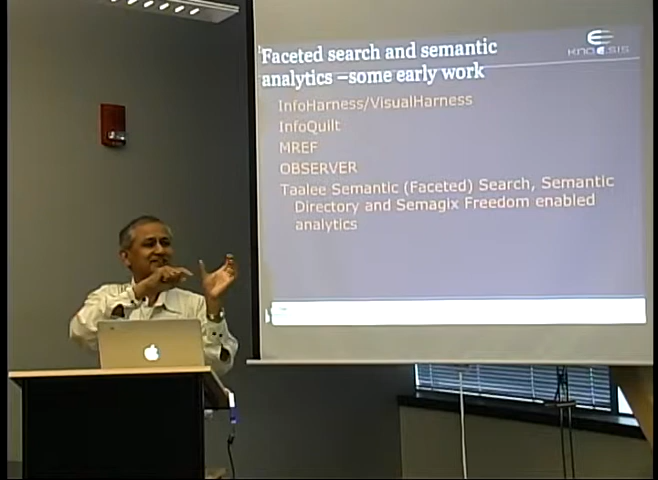 Faceted search and semantic
analytics –some early work
KNO.E.SIS
InfoHarness/VisualHarness
InfoQuilt
MREF
OBSERVER
Taalee Semantic (Faceted) Search, Semantic
Directory and Semagix Freedom enabled
analytics